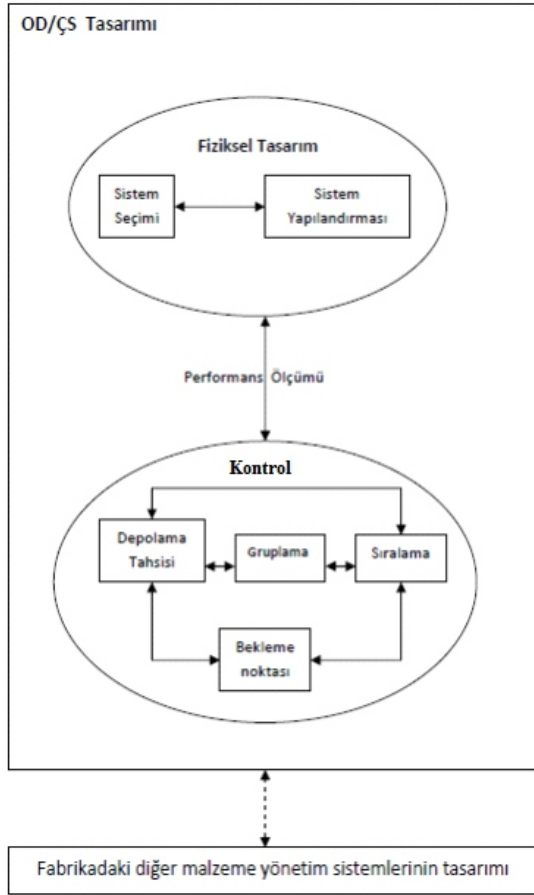 OD/ÇS Tasarımı
Fiziksel Tasarım
Sistem
Seçimi
Sistem
Yapılandırması
Performans Ölçümü
Kontrol
Depolama
Tahsisi
Gruplama
Sıralama
Bekleme
noktası
Fabrikadaki diğer malzeme yönetim sistemlerinin tasarımı